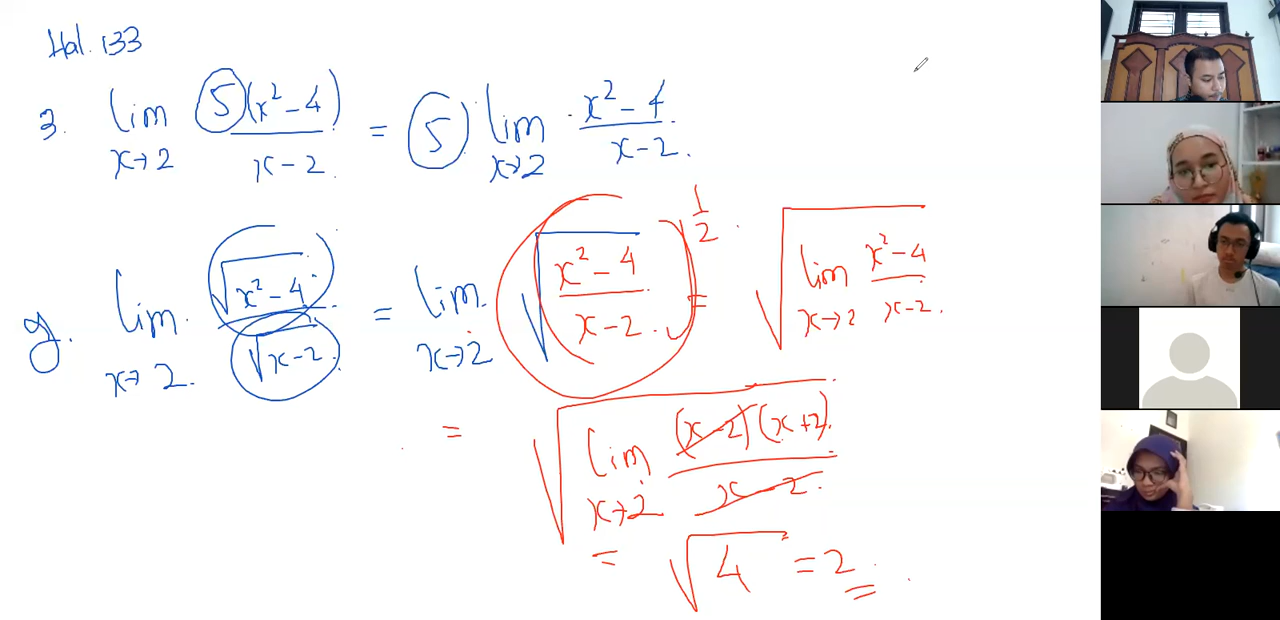 Hal. 133
3. lim x→2 5(x² - 4) / x - 2 = 5 lim x→2 x² - 4 / x - 2
g. lim x→2 √x² - 4 / √x - 2 = lim x→2 √x² - 4 / x - 2 1/2 = √lim x→2 x² - 4 / x - 2
= √lim x→2 (x - 2)(x + 2) / x - 2
= √4 = 2